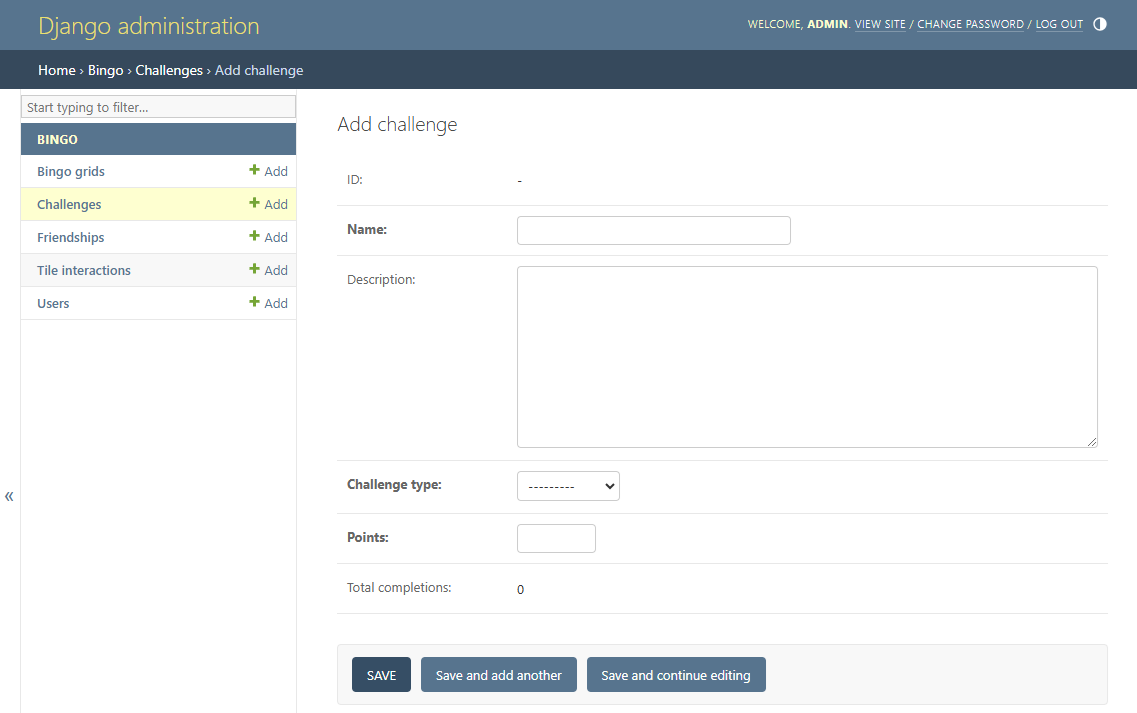 Django administration
WELCOME, ADMIN. VIEW SITE / CHANGE PASSWORD / LOG OUT
Home › Bingo › Challenges › Add challenge
Start typing to filter...
BINGO
Bingo grids + Add
Challenges + Add
Friendships + Add
Tile interactions + Add
Users + Add
«
Add challenge
ID: -
Name:
Description:
Challenge type: ---------
Points:
Total completions: 0
SAVE Save and add another Save and continue editing